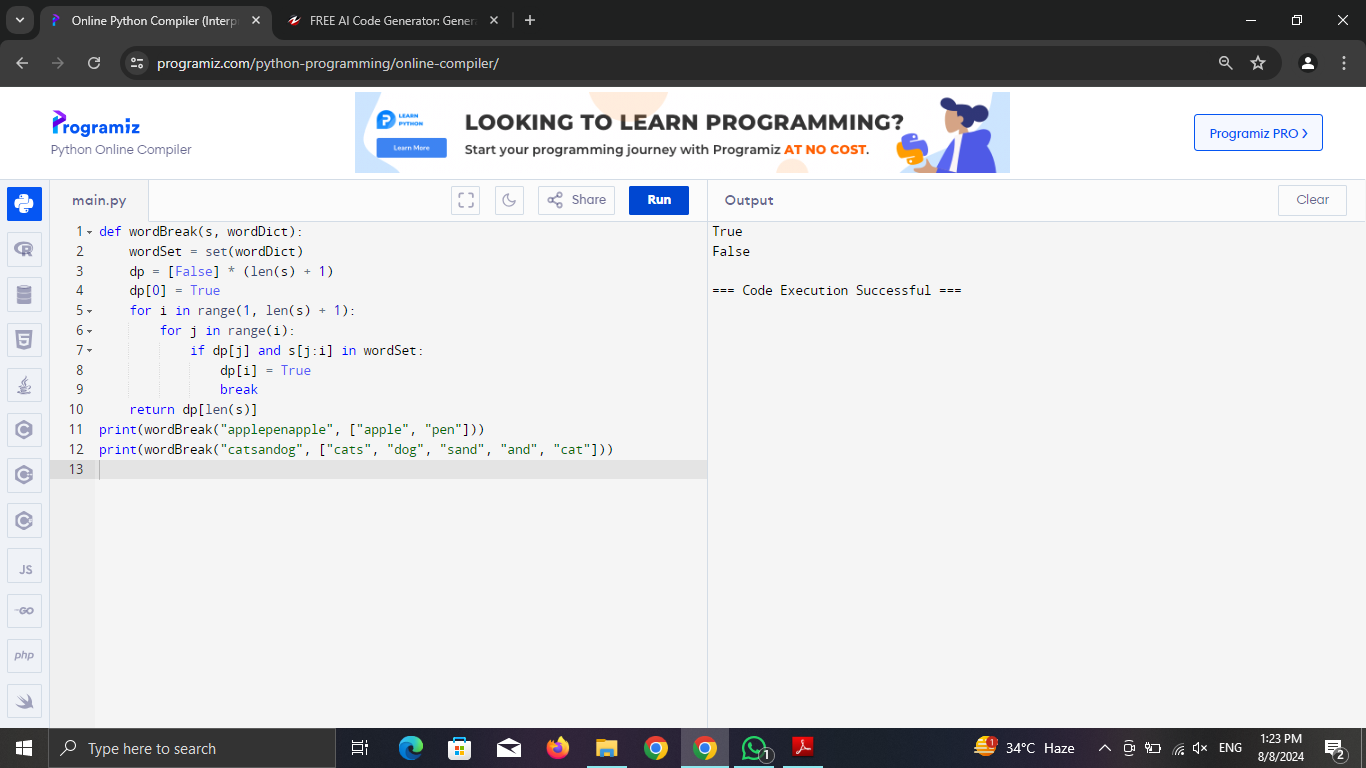 Online Python Compiler (Interp
FREE AI Code Generator: Genera
programiz.com/python-programming/online-compiler/
Programiz
Python Online Compiler
LEARN
PYTHON
Learn More
LOOKING TO LEARN PROGRAMMING?
Start your programming journey with Programiz AT NO COST.
Programiz PRO >
main.py
Share
Run
Output
Clear
1 def wordBreak(s, wordDict):
2     wordSet = set(wordDict)
3     dp = [False] * (len(s) + 1)
4     dp[0] = True
5     for i in range(1, len(s) + 1):
6         for j in range(i):
7             if dp[j] and s[j:i] in wordSet:
8                 dp[i] = True
9                 break
10     return dp[len(s)]
11 print(wordBreak("applepenapple", ["apple", "pen"]))
12 print(wordBreak("catsandog", ["cats", "dog", "sand", "and", "cat"]))
13
True
False
=== Code Execution Successful ===
JS
GO
php
Type here to search
1
1
34°C Haze
ENG
1:23 PM
8/8/2024
2